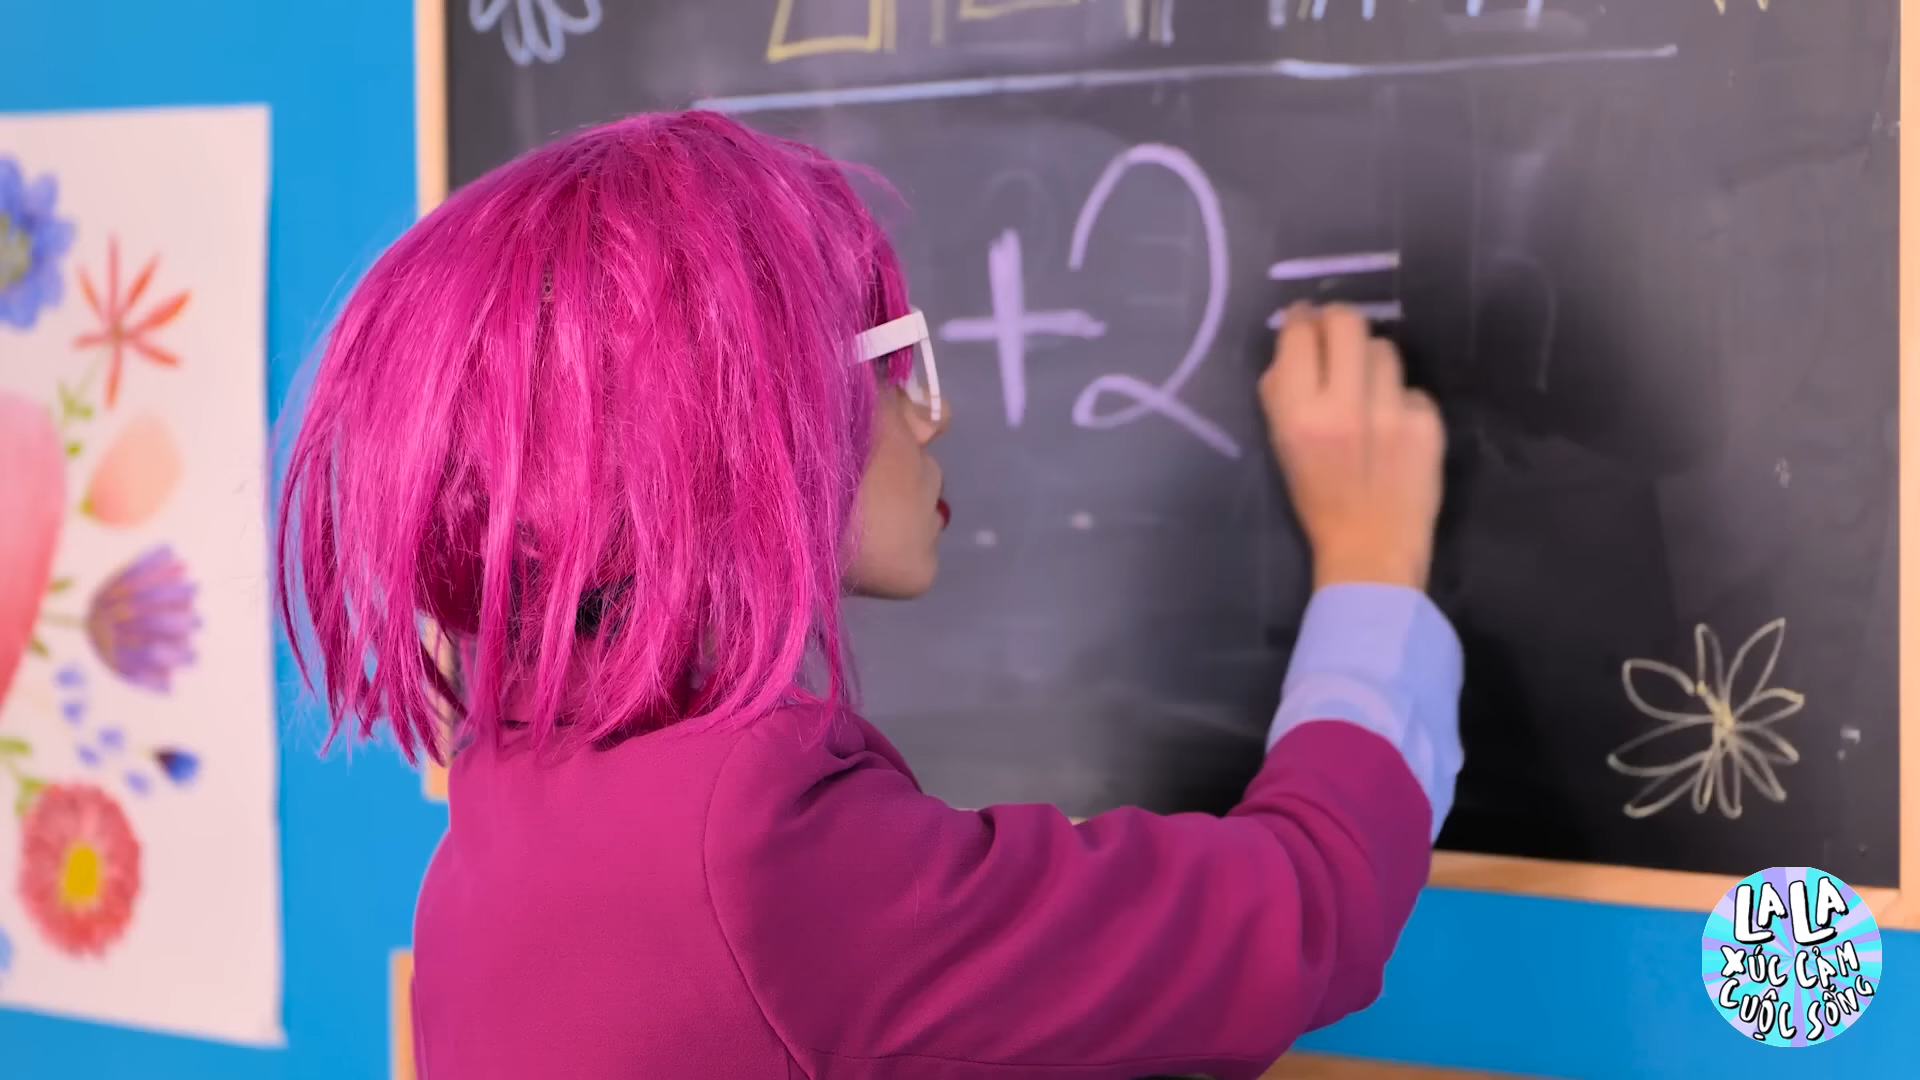 +2=
LA LA
XÚC CẢM
CUỘC SỐNG